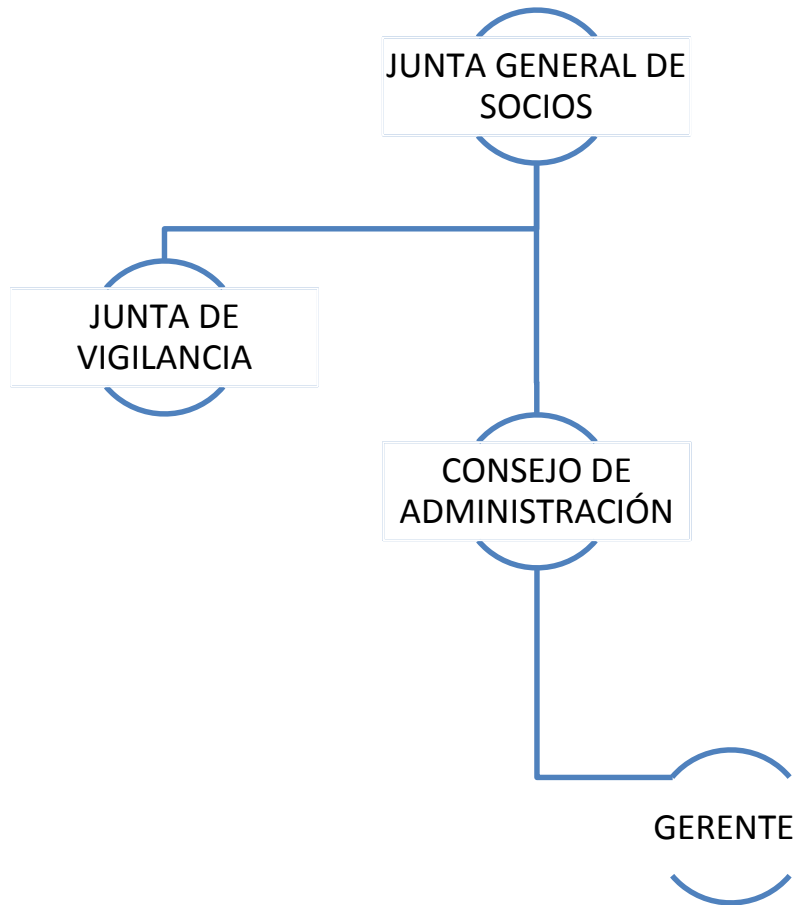 JUNTA GENERAL DE
SOCIOS
JUNTA DE
VIGILANCIA
CONSEJO DE
ADMINISTRACIÓN
GERENTE